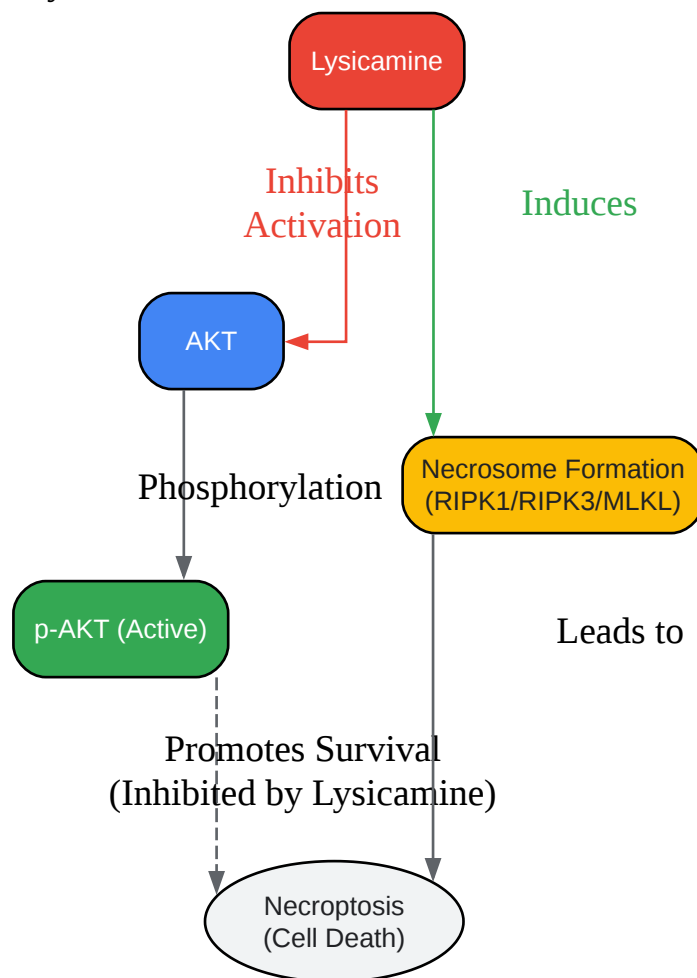 Lysicamine
Inhibits
Activation
Induces
AKT
Necrosome Formation
(RIPK1/RIPK3/MLKL)
Phosphorylation
p-AKT (Active)
Leads to
Promotes Survival
(Inhibited by Lysicamine)
Necroptosis
(Cell Death)